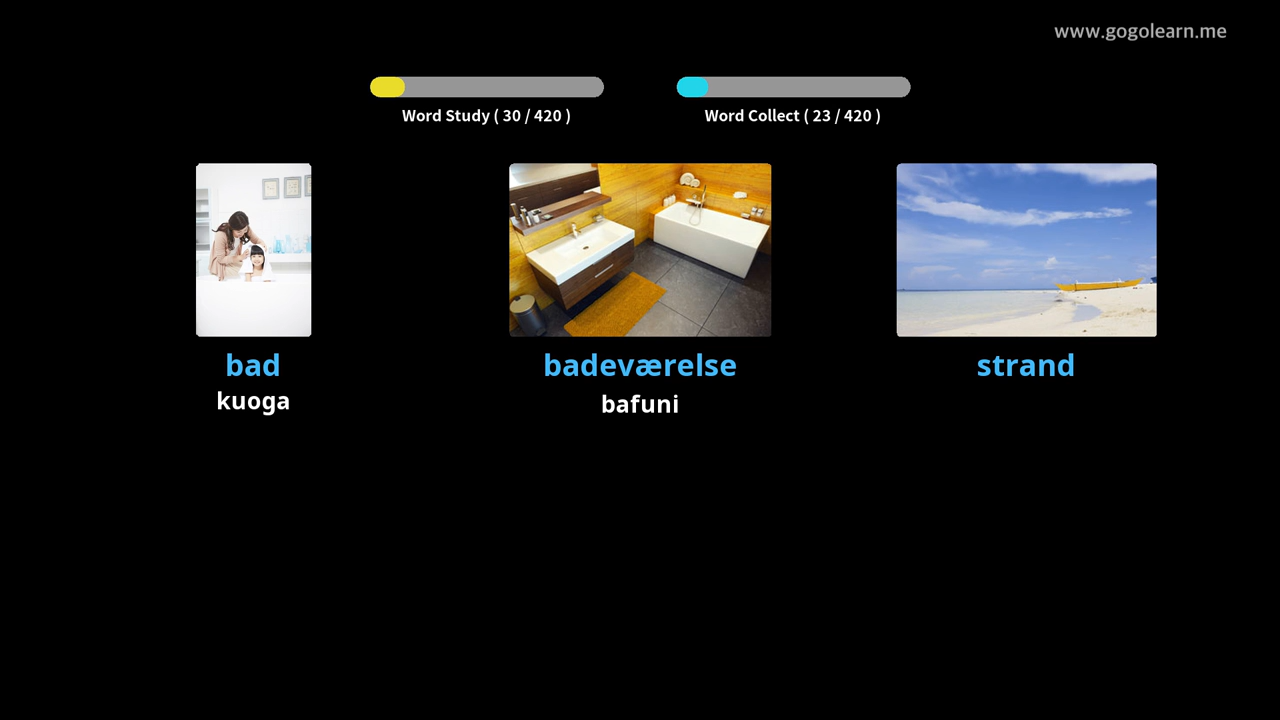 www.gogolearn.me
Word Study ( 30 / 420 )
Word Collect ( 23 / 420 )
bad
kuoga
badeværelse
bafuni
strand